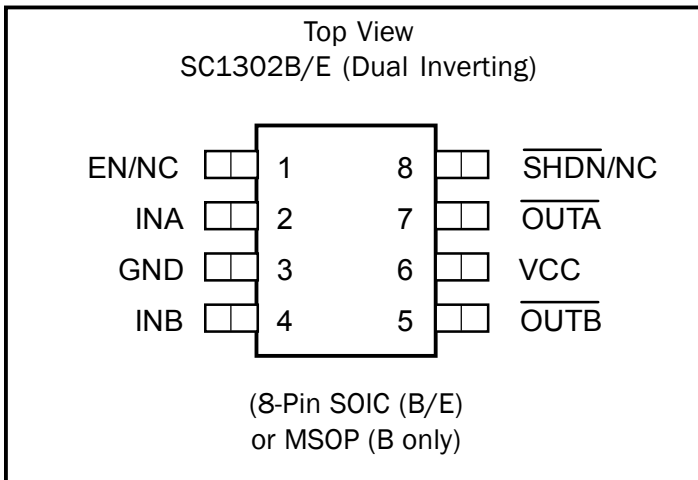 Top View
SC1302B/E (Dual Inverting)
EN/NC 1 8 SHDN/NC
INA 2 7 OUTA
GND 3 6 VCC
INB 4 5 OUTB
(8-Pin SOIC (B/E)
or MSOP (B only)